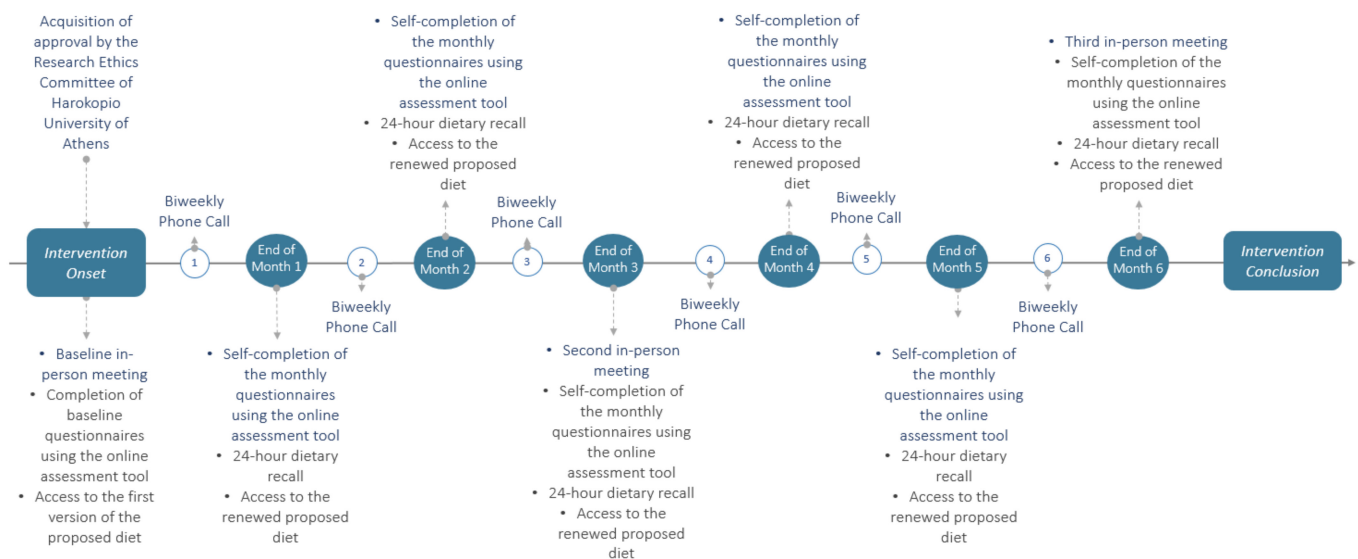 Acquisition of
approval by the
Research Ethics
Committee of
Harokopio
University of
Athens
• Self-completion of
the monthly
questionnaires using
the online
assessment tool
• 24-hour dietary recall
• Access to the
renewed proposed
diet
• Self-completion of
the monthly
questionnaires using
the online
assessment tool
• 24-hour dietary recall
• Access to the
renewed proposed
diet
• Third in-person meeting
• Self-completion of the
monthly questionnaires
using the online
assessment tool
• 24-hour dietary recall
• Access to the renewed
proposed diet
Biweekly
Phone Call
Biweekly
Phone Call
Biweekly
Phone Call
Intervention
Onset
1
End of
Month 1
2
End of
Month 2
3
End of
Month 3
4
End of
Month 4
5
End of
Month 5
6
End of
Month 6
Intervention
Conclusion
Biweekly
Phone Call
Biweekly
Phone Call
Biweekly
Phone Call
• Baseline in-
person meeting
• Completion of
baseline
questionnaires
using the online
assessment tool
• Access to the first
version of the
proposed diet
• Self-completion of
the monthly
questionnaires
using the online
assessment tool
• 24-hour dietary
recall
• Access to the
renewed proposed
diet
• Second in-person
meeting
• Self-completion of
the monthly
questionnaires using
the online
assessment tool
• 24-hour dietary recall
• Access to the
renewed proposed
diet
• Self-completion of
the monthly
questionnaires using
the online
assessment tool
• 24-hour dietary
recall
• Access to the
renewed proposed
diet